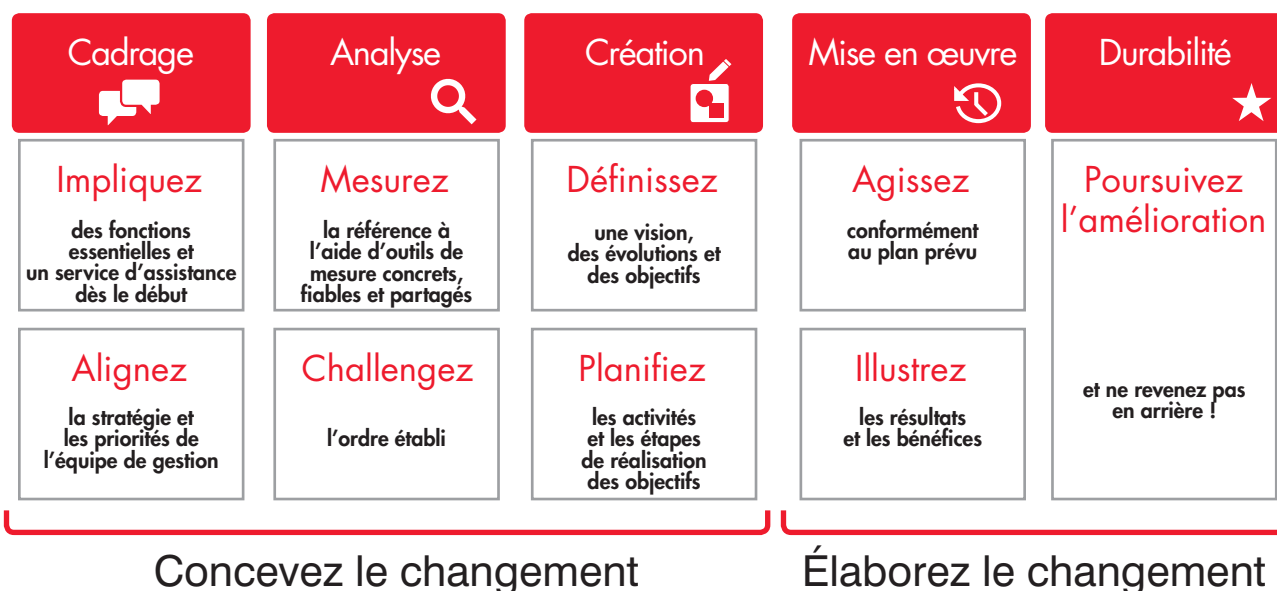 Cadrage
Analyse
Création
Mise en œuvre
Durabilité
Impliquez
des fonctions
essentielles et
un service d'assistance
dès le début
Mesurez
la référence à
l'aide d'outils de
mesure concrets,
fiables et partagés
Définissez
une vision,
des évolutions et
des objectifs
Agissez
conformément
au plan prévu
Poursuivez
l'amélioration
et ne revenez pas
en arrière !
Alignez
la stratégie et
les priorités de
l'équipe de gestion
Challengez
l'ordre établi
Planifiez
les activités
et les étapes
de réalisation
des objectifs
Illustrez
les résultats
et les bénéfices
Concevez le changement
Élaborez le changement